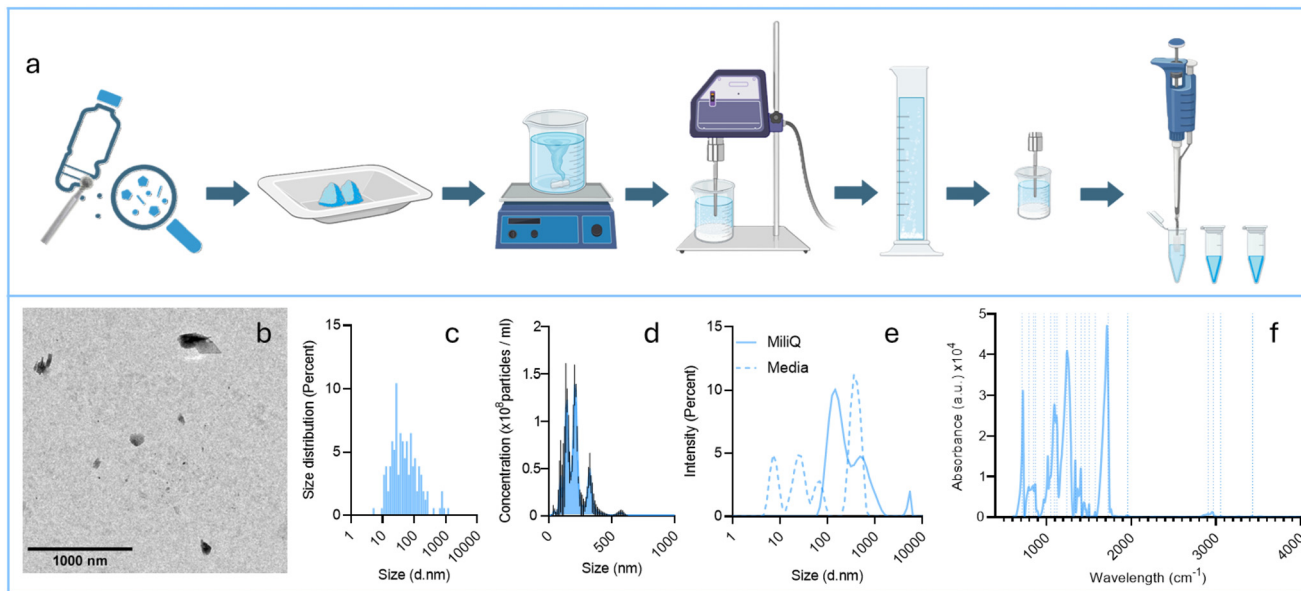 a
b
1000 nm
c
Size distribution (Percent)
15
10
5
0
1
10
100
1000
10000
Size (d.nm)
d
Concentration (x10⁸particles / ml)
2
1.5
1
0.5
0
0
500
1000
Size (nm)
e
Intensity (Percent)
15
10
5
0
MiliQ
Media
1
10
100
1000
10000
Size (d.nm)
f
Absorbance (a.u.) x10⁴
5
4
3
2
1
0
1000
2000
3000
4000
Wavelength (cm⁻¹)